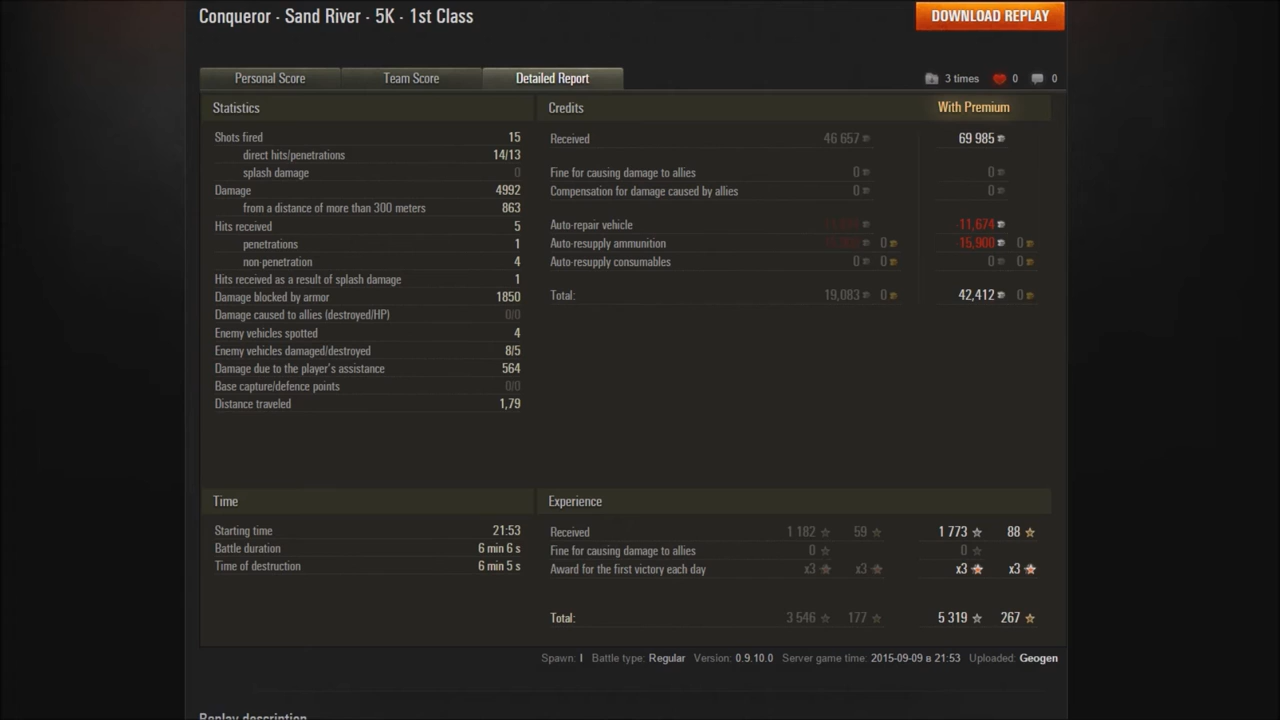 Conqueror - Sand River - 5K - 1st Class
DOWNLOAD REPLAY
Personal Score Team Score Detailed Report 3 times 0 0
Statistics
Shots fired 15
direct hits/penetrations 14/13
splash damage 0
Damage 4992
from a distance of more than 300 meters 863
Hits received 5
penetrations 1
non-penetration 4
Hits received as a result of splash damage 1
Damage blocked by armor 1850
Damage caused to allies (destroyed/HP) 0/0
Enemy vehicles spotted 4
Enemy vehicles damaged/destroyed 8/5
Damage due to the player's assistance 564
Base capture/defence points 0/0
Distance traveled 1,79
Credits With Premium
Received 46 657 69 985
Fine for causing damage to allies 0 0
Compensation for damage caused by allies 0 0
Auto-repair vehicle -11,674
Auto-resupply ammunition 0 -15,900 0
Auto-resupply consumables 0 0 0 0
Total: 19,083 0 42,412 0
Time
Starting time 21:53
Battle duration 6 min 6 s
Time of destruction 6 min 5 s
Experience
Received 1 182 59 1 773 88
Fine for causing damage to allies 0 0
Award for the first victory each day x3 x3 x3 x3
Total: 3 546 177 5 319 267
Spawn: I Battle type: Regular Version: 0.9.10.0 Server game time: 2015-09-09 в 21:53 Uploaded: Geogen
Replay description